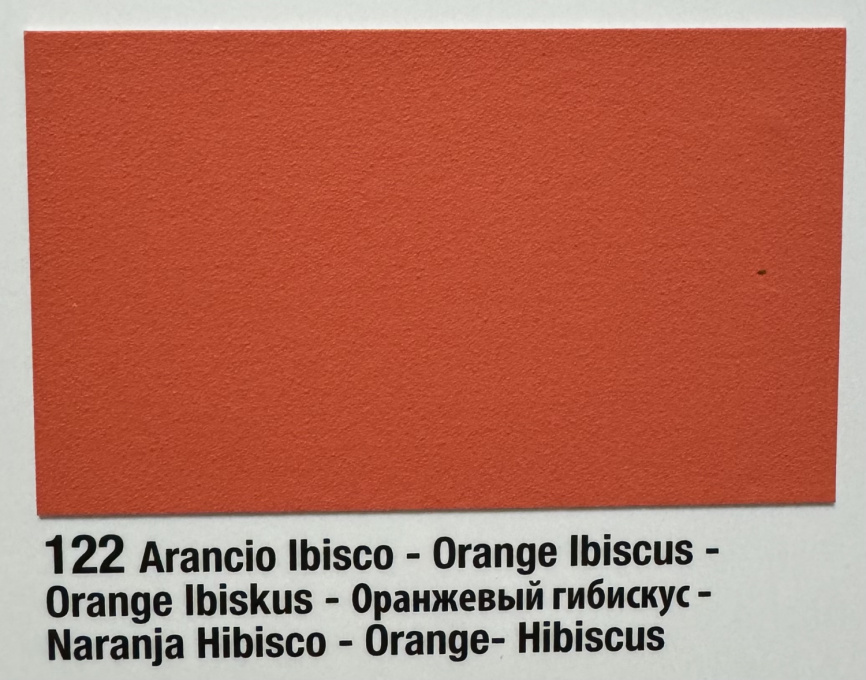 122 Arancio Ibisco - Orange Ibiscus -
Orange Ibiskus - Оранжевый гибискус -
Naranja Hibisco - Orange- Hibiscus